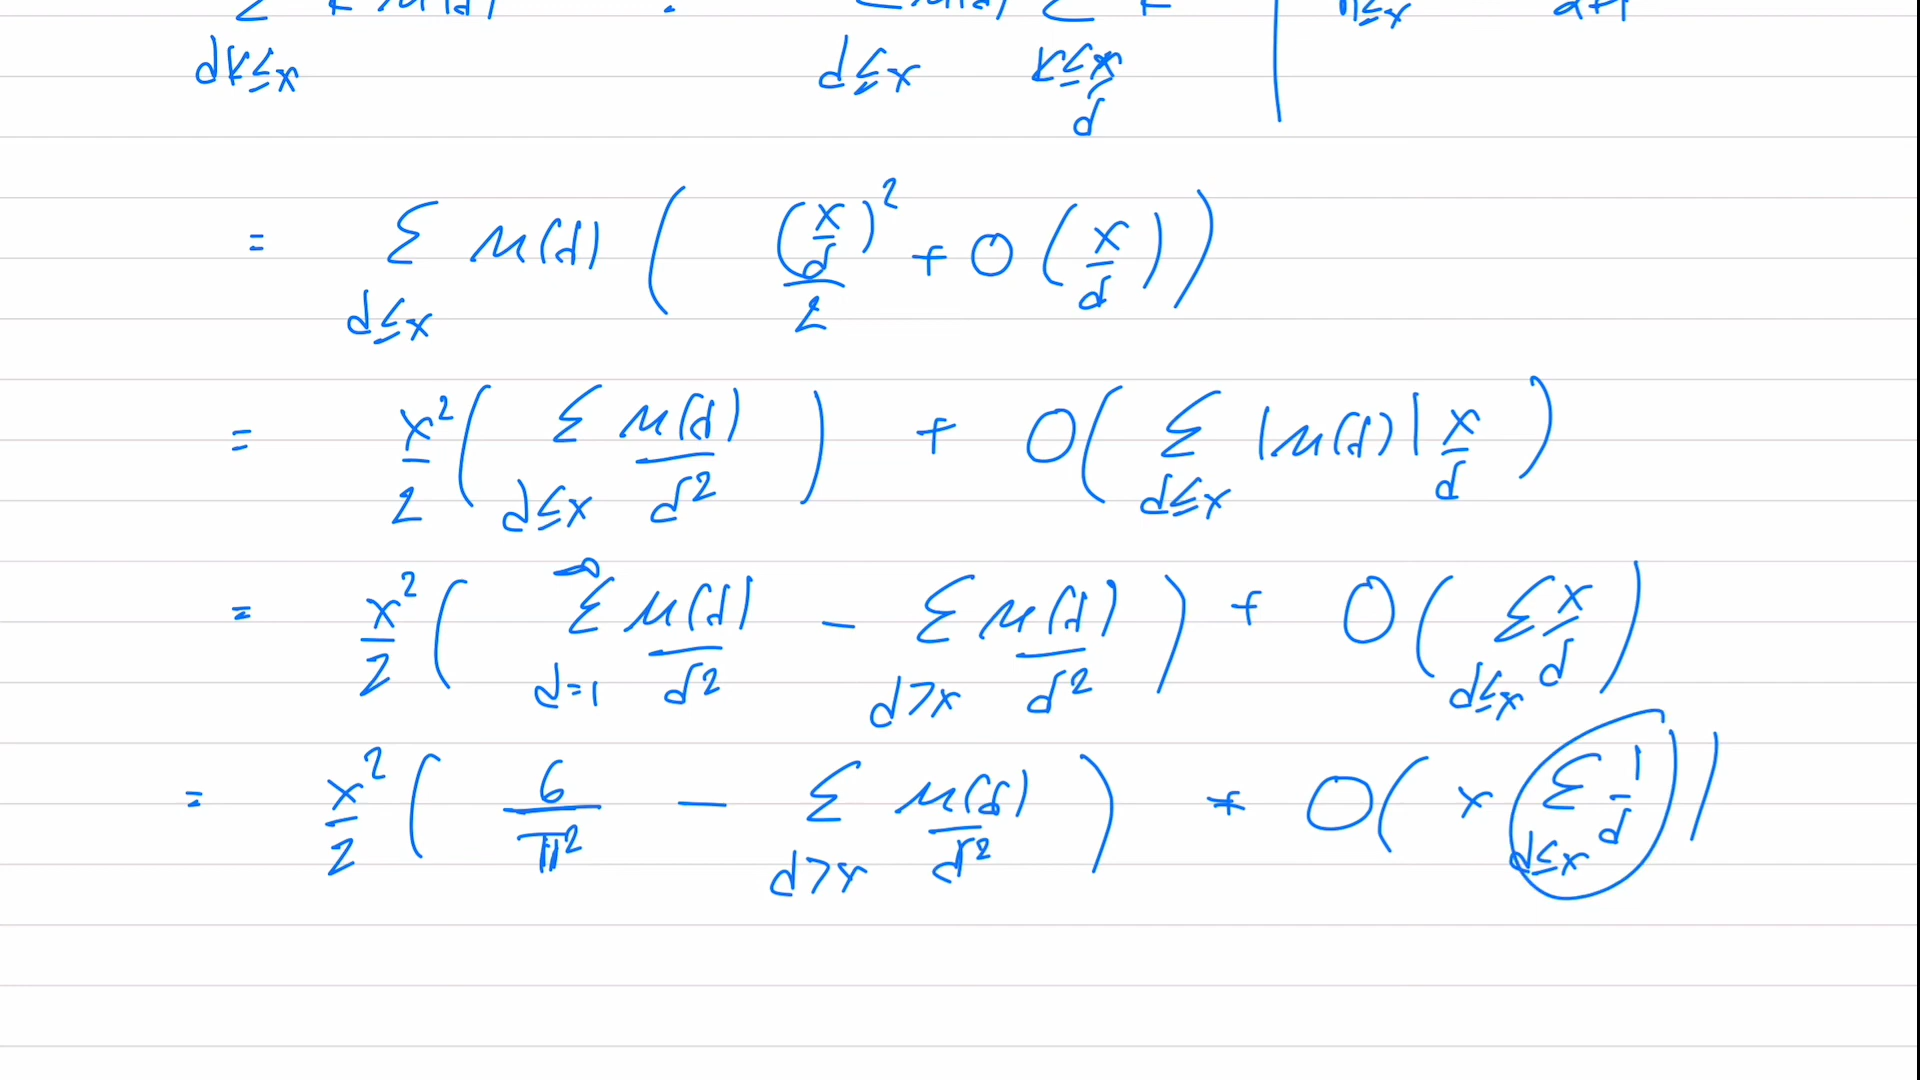 dk≤x d≤x k≤x/d n≤x
= Σ_{d≤x} μ(d) ( (x/d)²/2 + O(x/d) )
= x²/2 ( Σ_{d≤x} μ(d)/d² ) + O( Σ_{d≤x} |μ(d)| x/d )
= x²/2 ( Σ_{d=1}^∞ μ(d)/d² − Σ_{d>x} μ(d)/d² ) + O( Σ_{d≤x} x/d )
= x²/2 ( 6/π² − Σ_{d>x} μ(d)/d² ) + O( x Σ_{d≤x} 1/d )